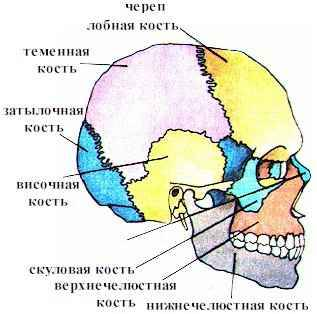 череп
лобная кость
теменная
кость
затылочная
кость
височная
кость
скуловая кость
верхнечелюстная
кость
нижнечелюстная кость